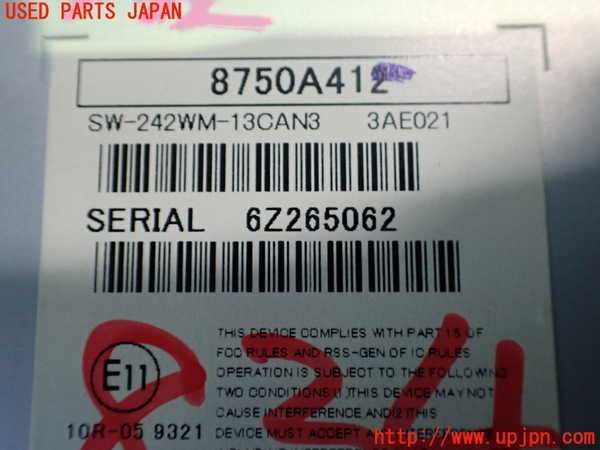 USED PARTS JAPAN
8750A412
SW-242WM-13CAN3 3AE021
SERIAL 6Z265062
THIS DEVICE COMPLIES WITH PART 15 OF
FCC RULES AND RSS-GEN OF IC RULES
OPERATION IS SUBJECT TO THE FOLLOWING
TWO CONDITIONS (1)THIS DEVICE MAY NOT
CAUSE INTERFERENCE AND(2)THIS
DEVICE MUST ACCEPT
E11
10R-05 9321
http://www.upjpn.com/